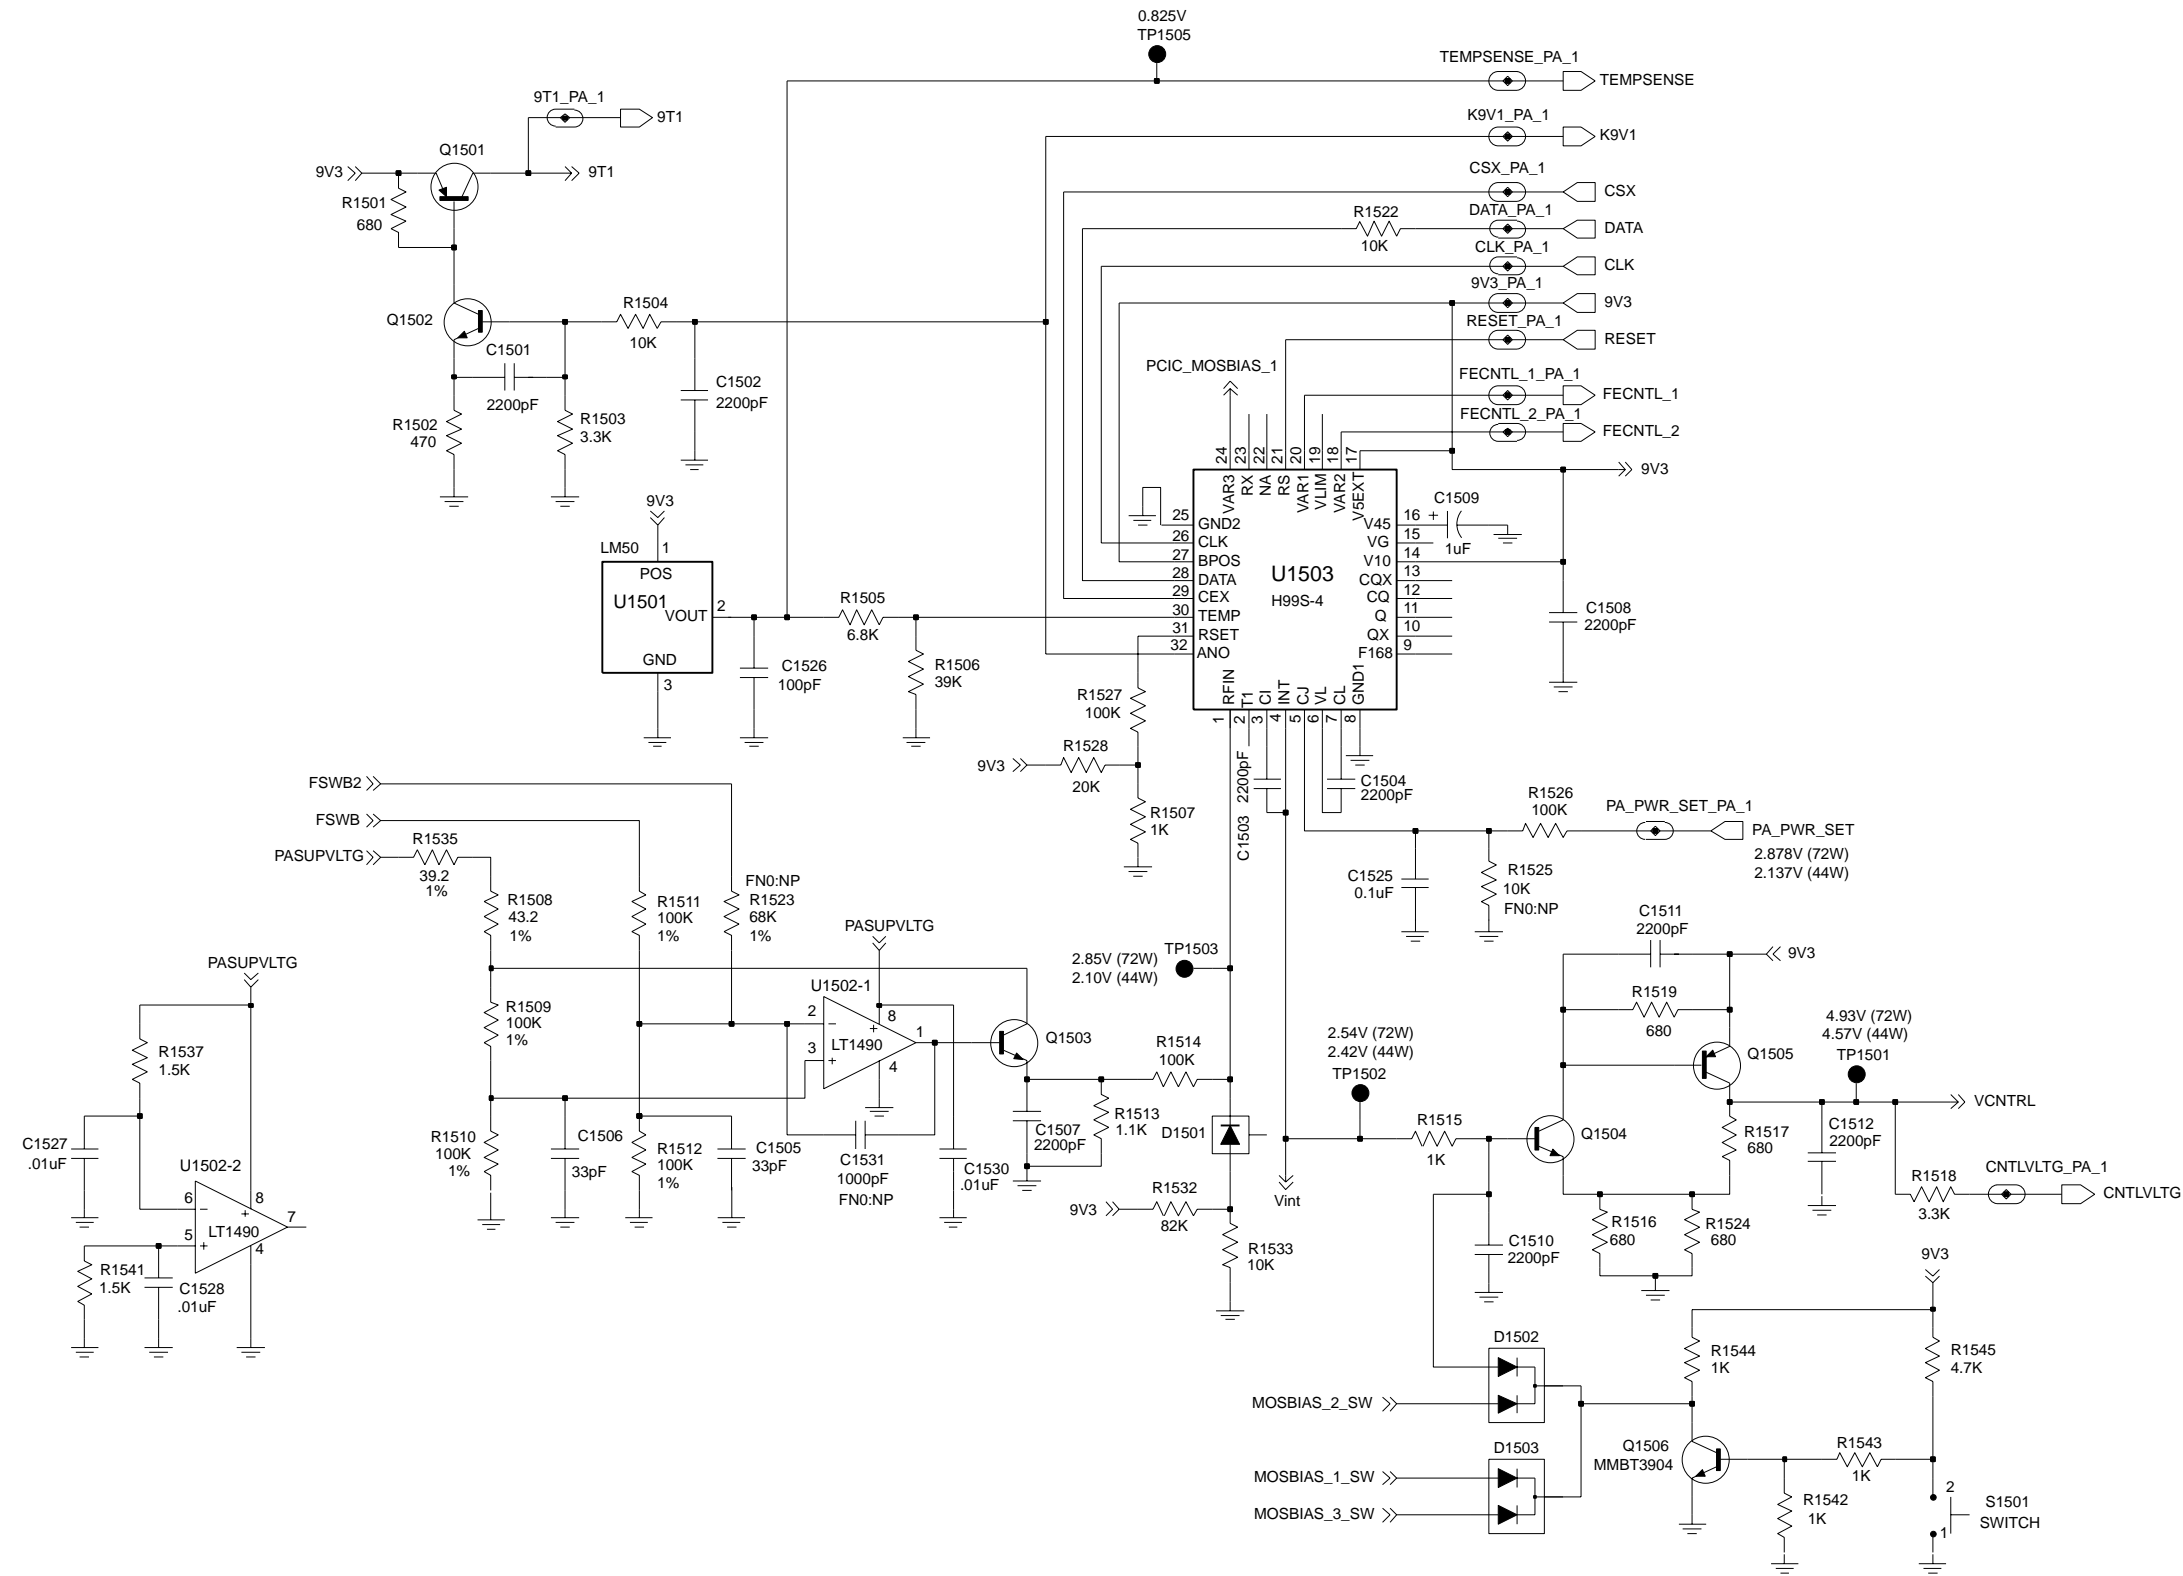 0.825V
TP1505
TEMPSENSE_PA_1
TEMPSENSE
9T1_PA_1
9T1
K9V1_PA_1
K9V1
Q1501
9V3
9T1
CSX_PA_1
CSX
R1501
680
R1522
10K
DATA_PA_1
DATA
CLK_PA_1
CLK
9V3_PA_1
9V3
Q1502
R1504
10K
RESET_PA_1
RESET
C1501
2200pF
PCIC_MOSBIAS_1
C1502
2200pF
FECNTL_1_PA_1
FECNTL_1
R1502
470
R1503
3.3K
FECNTL_2_PA_1
FECNTL_2
24 23 22 21 20 19 18 17
VAR3 RX NA RS VAR1 VLIM VAR2 V5EXT
9V3
9V3
LM50
1
POS
U1501
VOUT
2
GND
3
25 GND2
26 CLK
27 BPOS
28 DATA
29 CEX
30 TEMP
31 RSET
32 ANO
U1503
H99S-4
V45 16
VG 15
V10 14
CQX 13
CQ 12
Q 11
QX 10
F168 9
+
C1509
1uF
C1508
2200pF
RFIN T1 CI INT CJ VL CL GND1
1 2 3 4 5 6 7 8
C1526
100pF
R1505
6.8K
R1506
39K
R1527
100K
9V3
R1528
20K
R1507
1K
C1503
2200pF
C1504
2200pF
R1526
100K
PA_PWR_SET_PA_1
PA_PWR_SET
2.878V (72W)
2.137V (44W)
C1525
0.1uF
R1525
10K
FN0:NP
FSWB2
FSWB
PASUPVLTG
R1535
39.2
1%
R1508
43.2
1%
R1511
100K
1%
FN0:NP
R1523
68K
1%
PASUPVLTG
PASUPVLTG
R1509
100K
1%
U1502-1
2
−
3
+
+
8
LT1490
1
4
Q1503
2.85V (72W)
2.10V (44W)
TP1503
C1511
2200pF
9V3
R1519
680
2.54V (72W)
2.42V (44W)
TP1502
Q1505
4.93V (72W)
4.57V (44W)
TP1501
VCNTRL
R1537
1.5K
C1527
.01uF
U1502-2
6
−
5
+
+
8
LT1490
7
4
R1541
1.5K
C1528
.01uF
R1510
100K
1%
C1506
33pF
R1512
100K
1%
C1505
33pF
C1531
1000pF
FN0:NP
C1530
.01uF
C1507
2200pF
R1513
1.1K
R1514
100K
D1501
9V3
R1532
82K
R1533
10K
Vint
R1515
1K
Q1504
R1517
680
C1512
2200pF
R1518
3.3K
CNTLVLTG_PA_1
CNTLVLTG
C1510
2200pF
R1516
680
R1524
680
9V3
D1502
MOSBIAS_2_SW
R1544
1K
R1545
4.7K
D1503
MOSBIAS_1_SW
MOSBIAS_3_SW
Q1506
MMBT3904
R1543
1K
R1542
1K
2
1
S1501
SWITCH